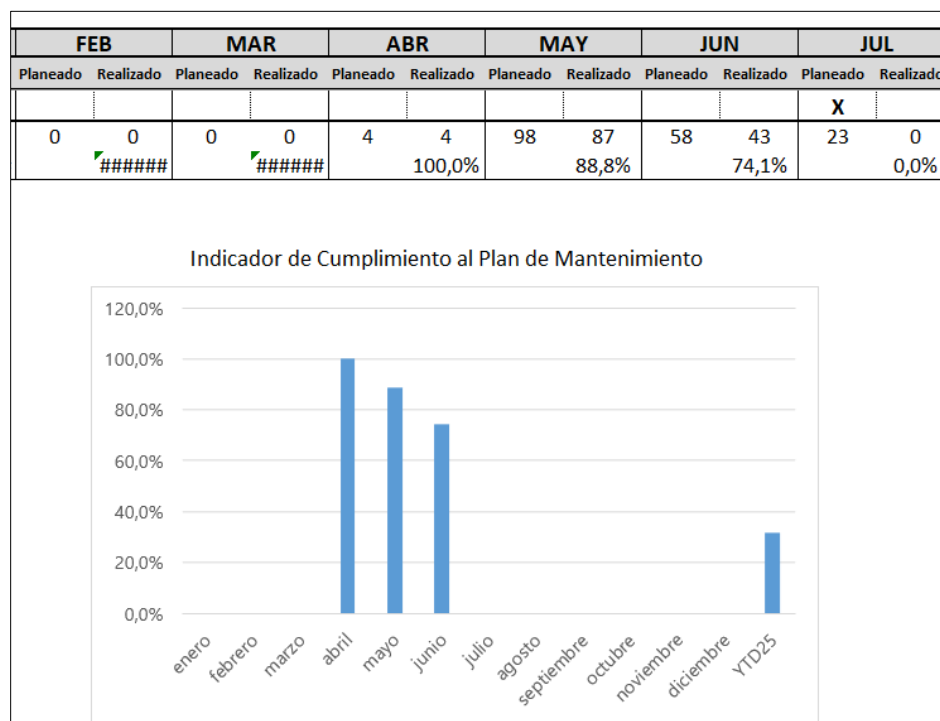 FEB MAR ABR MAY JUN JUL
Planeado Realizado Planeado Realizado Planeado Realizado Planeado Realizado Planeado Realizado Planeado Realizado
X
0 0 0 0 4 4 98 87 58 43 23 0
###### ###### 100,0% 88,8% 74,1% 0,0%
Indicador de Cumplimiento al Plan de Mantenimiento
120,0%
100,0%
80,0%
60,0%
40,0%
20,0%
0,0%
enero febrero marzo abril mayo junio julio agosto septiembre octubre noviembre diciembre YTD25